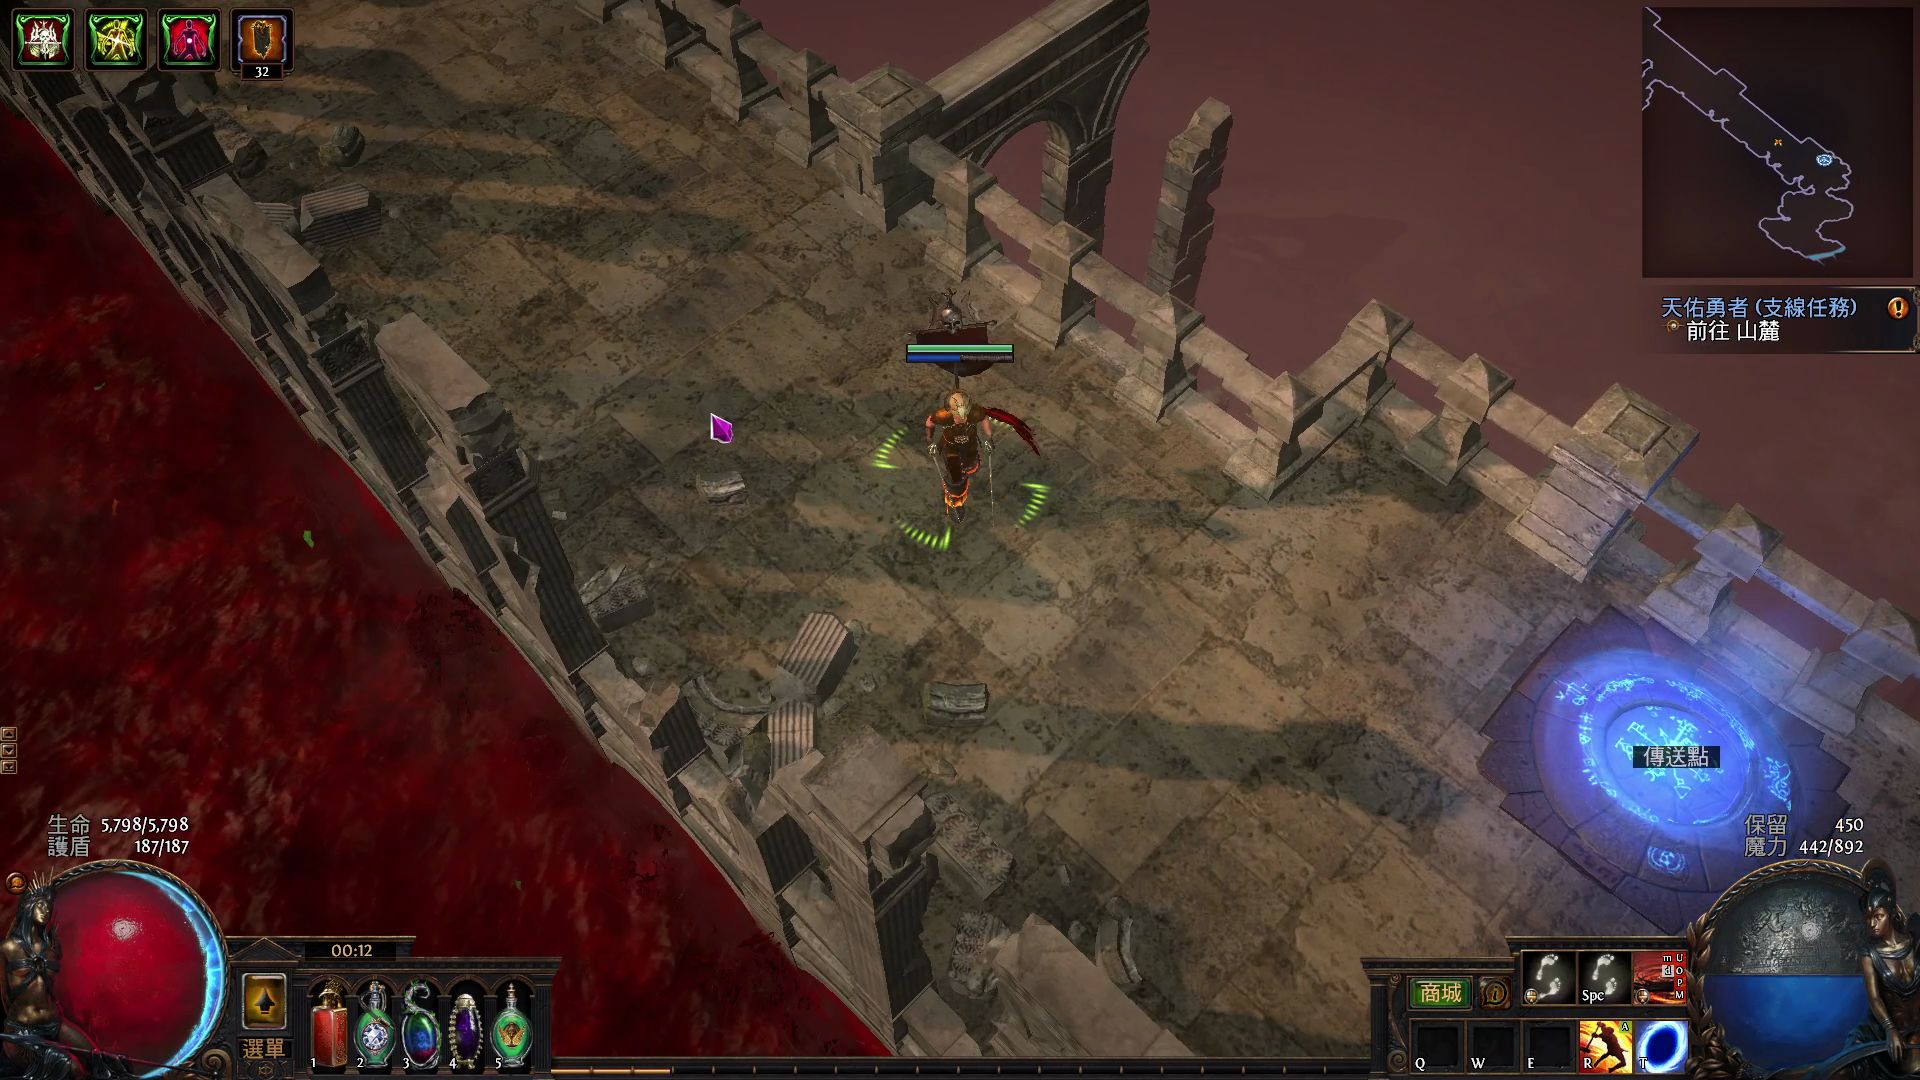 32
天佑勇者 (支線任務)
前往 山麓
傳送點
生命 5,798/5,798
護盾 187/187
保留 450
魔力 442/892
00:12
選單
1 2 3 4 5
商城
Spc
m U
d O
P
M
Q W E R A T